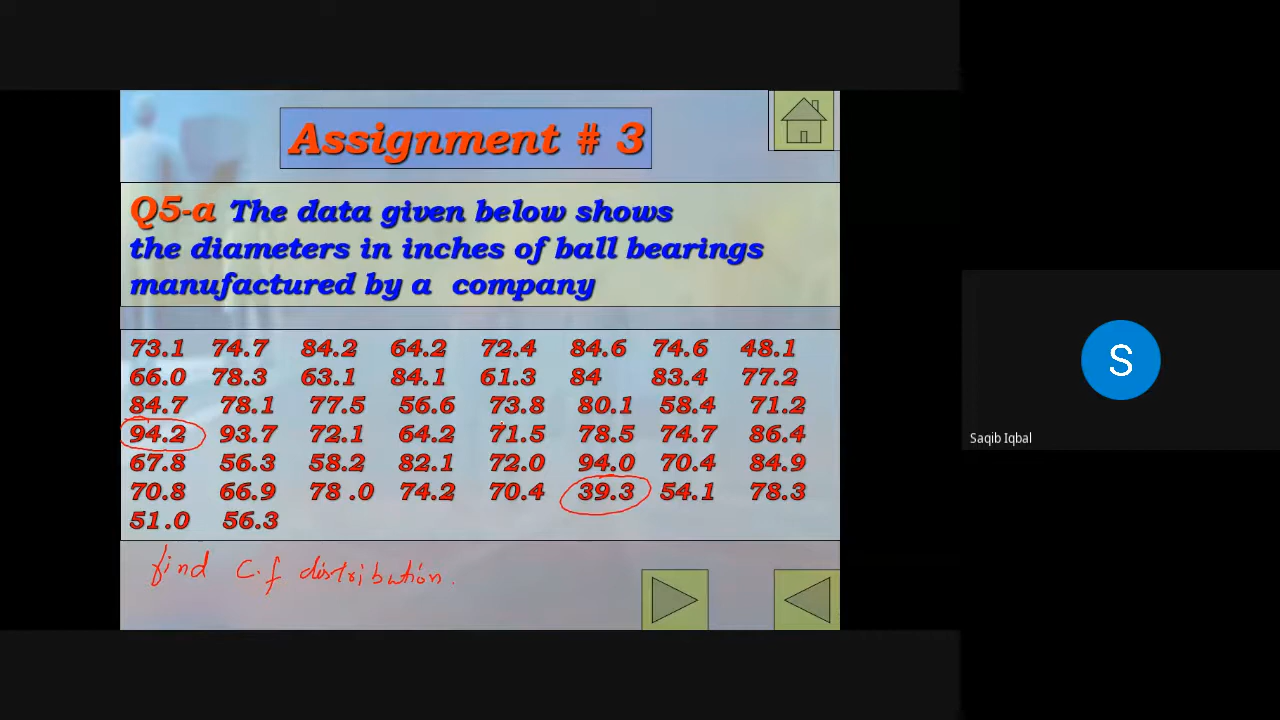 Assignment # 3
Q5-a The data given below shows
the diameters in inches of ball bearings
manufactured by a company
73.1 74.7 84.2 64.2 72.4 84.6 74.6 48.1
66.0 78.3 63.1 84.1 61.3 84 83.4 77.2
84.7 78.1 77.5 56.6 73.8 80.1 58.4 71.2
94.2 93.7 72.1 64.2 71.5 78.5 74.7 86.4
67.8 56.3 58.2 82.1 72.0 94.0 70.4 84.9
70.8 66.9 78 .0 74.2 70.4 39.3 54.1 78.3
51.0 56.3
find C.f distribution.
S
Saqib Iqbal